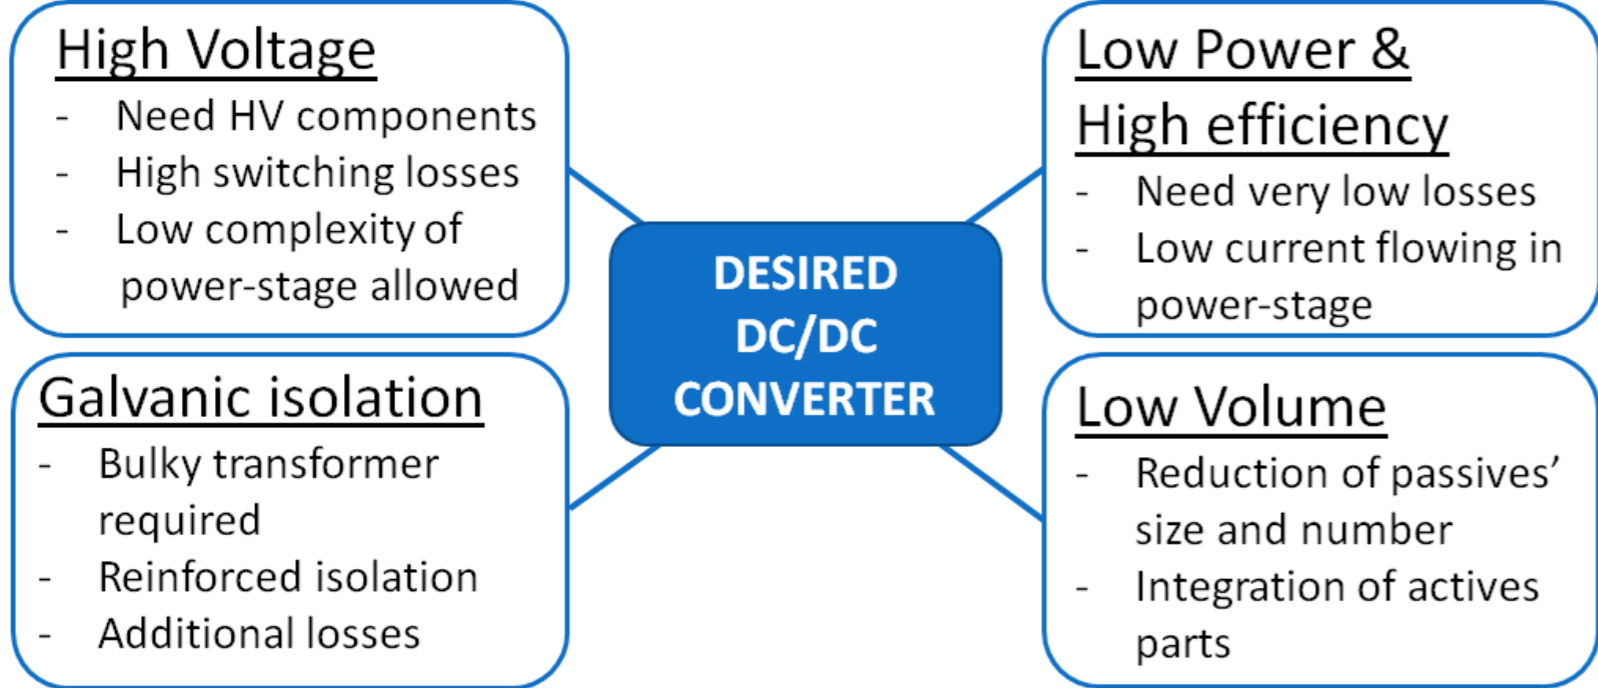 High Voltage
- Need HV components
- High switching losses
- Low complexity of
power-stage allowed
Low Power &
High efficiency
- Need very low losses
- Low current flowing in
power-stage
DESIRED
DC/DC
CONVERTER
Galvanic isolation
- Bulky transformer
required
- Reinforced isolation
- Additional losses
Low Volume
- Reduction of passives’
size and number
- Integration of actives
parts